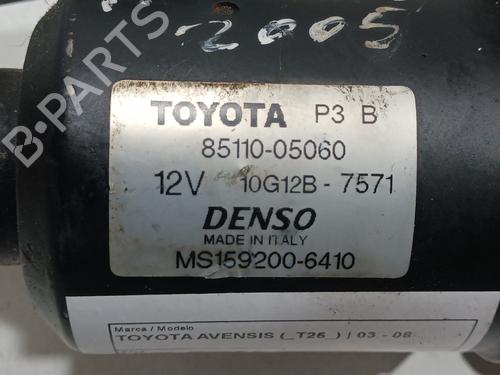 2005
TOYOTA P3 B
85110-05060
12V 10G12B-7571
DENSO
MADE IN ITALY
MS159200-6410
Marca / Modelo
TOYOTA AVENSIS (_T25_) | 03 - 08